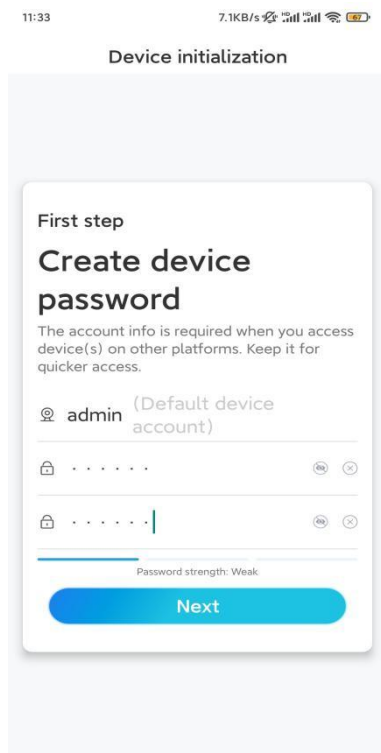 11:33
7.1KB/s
67
Device initialization
First step
Create device
password
The account info is required when you access
device(s) on other platforms. Keep it for
quicker access.
admin (Default device
account)
......
......
Password strength: Weak
Next